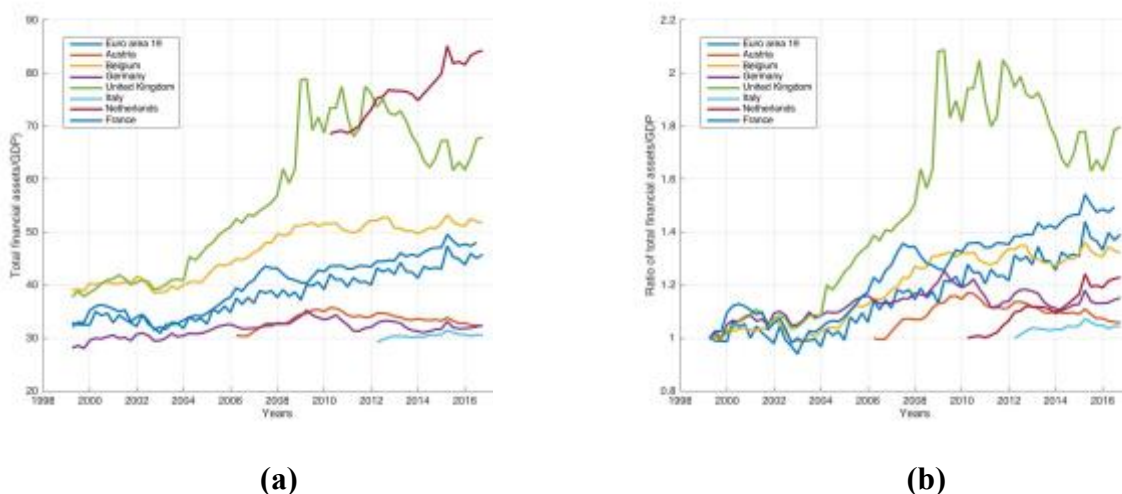 90
80
70
60
50
40
30
20
Total financial assets/GDP)
Euro area 19
Austria
Belgium
Germany
United Kingdom
Italy
Netherlands
France
1998 2000 2002 2004 2006 2008 2010 2012 2014 2016
Years
(a)
2.2
2
1.8
1.6
1.4
1.2
1
0.8
Ratio of total financial assets/GDP)
Euro area 19
Austria
Belgium
Germany
United Kingdom
Italy
Netherlands
France
1998 2000 2002 2004 2006 2008 2010 2012 2014 2016
Years
(b)